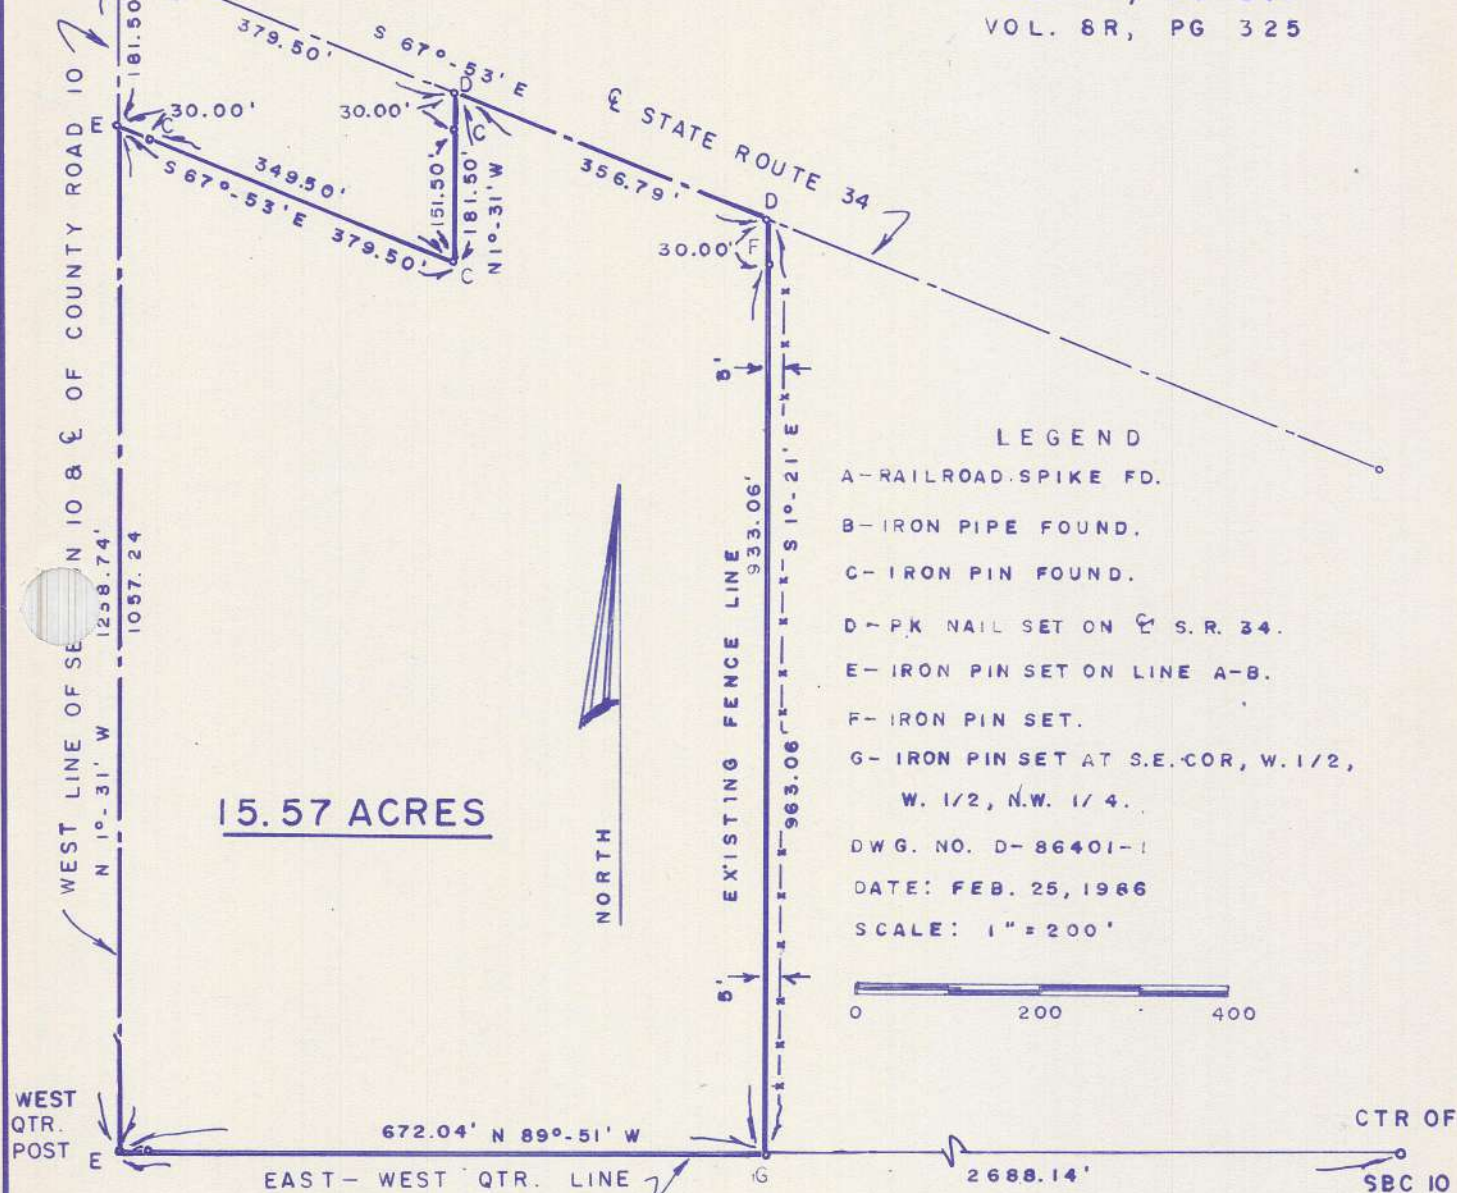 VOL. 8R, PG 325
181.50
379.50'
S 67°-53' E
D
℄ STATE ROUTE 34
E
30.00'
C
30.00'
C
349.50'
S 67°-53' E 379.50'
151.50'
181.50'
N 1°-31' W
C
356.79'
D
30.00'
F
8'
WEST LINE OF SE N 10 & ℄ OF COUNTY ROAD 10
N 1°-31' W
1258.74'
1057.24
S 1°-21' E
933.06'
963.06
EXISTING FENCE LINE
LEGEND
A-RAILROAD SPIKE FD.
B-IRON PIPE FOUND.
C-IRON PIN FOUND.
D-PK NAIL SET ON ℄ S.R. 34.
E-IRON PIN SET ON LINE A-B.
F-IRON PIN SET.
G-IRON PIN SET AT S.E. COR, W. 1/2,
W. 1/2, N.W. 1/4.
DWG. NO. D-86401-1
DATE: FEB. 25, 1986
SCALE: 1" = 200'
0 200 400
15.57 ACRES
NORTH
5'
WEST
QTR.
POST
E
672.04' N 89°-51' W
EAST-WEST QTR. LINE
G
2688.14'
CTR OF
SEC 10